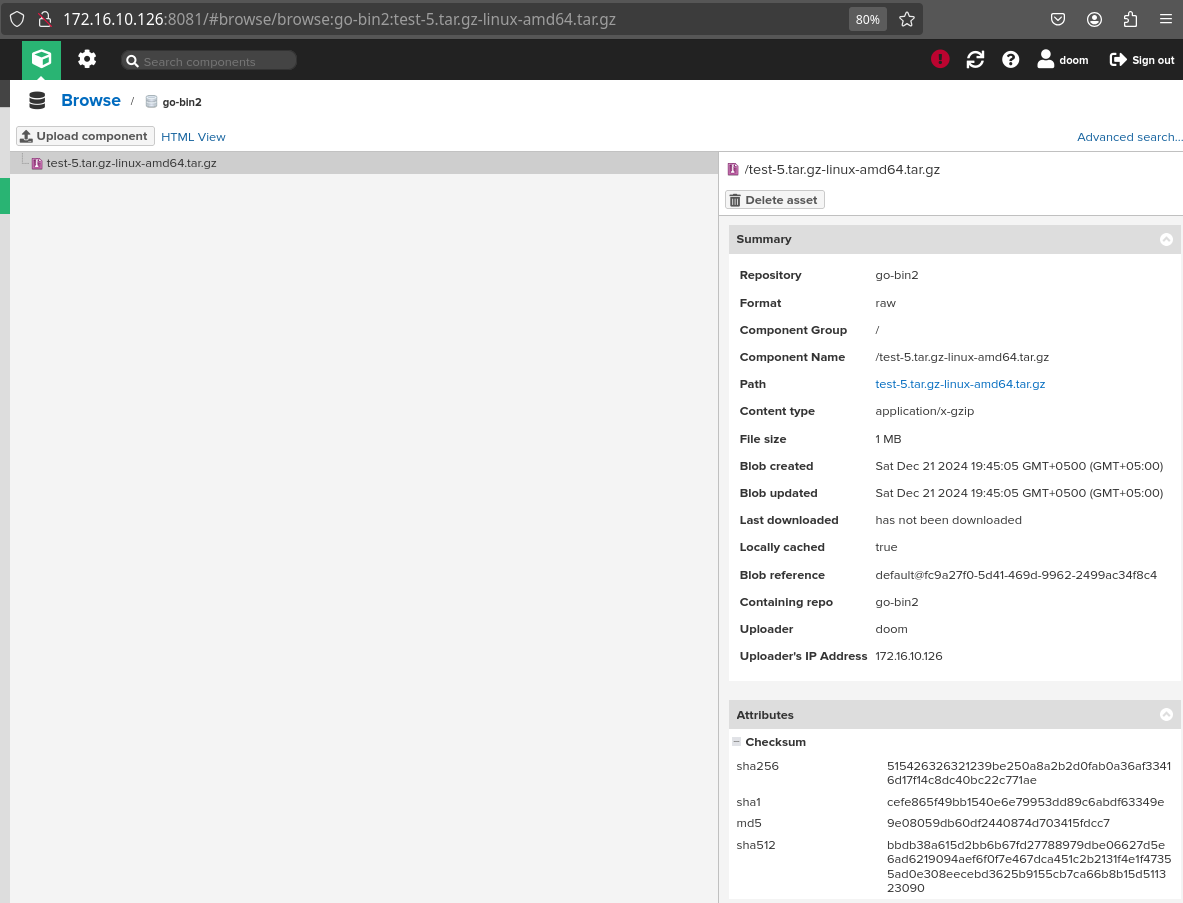 172.16.10.126:8081/#browse/browse:go-bin2:test-5.tar.gz-linux-amd64.tar.gz
80%
Search components
doom
Sign out
Browse / go-bin2
Upload component
HTML View
Advanced search...
test-5.tar.gz-linux-amd64.tar.gz
/test-5.tar.gz-linux-amd64.tar.gz
Delete asset
Summary
Repository go-bin2
Format raw
Component Group /
Component Name /test-5.tar.gz-linux-amd64.tar.gz
Path test-5.tar.gz-linux-amd64.tar.gz
Content type application/x-gzip
File size 1 MB
Blob created Sat Dec 21 2024 19:45:05 GMT+0500 (GMT+05:00)
Blob updated Sat Dec 21 2024 19:45:05 GMT+0500 (GMT+05:00)
Last downloaded has not been downloaded
Locally cached true
Blob reference default@fc9a27f0-5d41-469d-9962-2499ac34f8c4
Containing repo go-bin2
Uploader doom
Uploader's IP Address 172.16.10.126
Attributes
Checksum
sha256 515426326321239be250a8a2b2d0fab0a36af3341
6d17f14c8dc40bc22c771ae
sha1 cefe865f49bb1540e6e79953dd89c6abdf63349e
md5 9e08059db60df2440874d703415fdcc7
sha512 bbdb38a615d2bb6b67fd27788979dbe06627d5e
6ad6219094aef6f0f7e467dca451c2b2131f4e1f4735
5ad0e308eecebd3625b9155cb7ca66b8b15d5113
23090